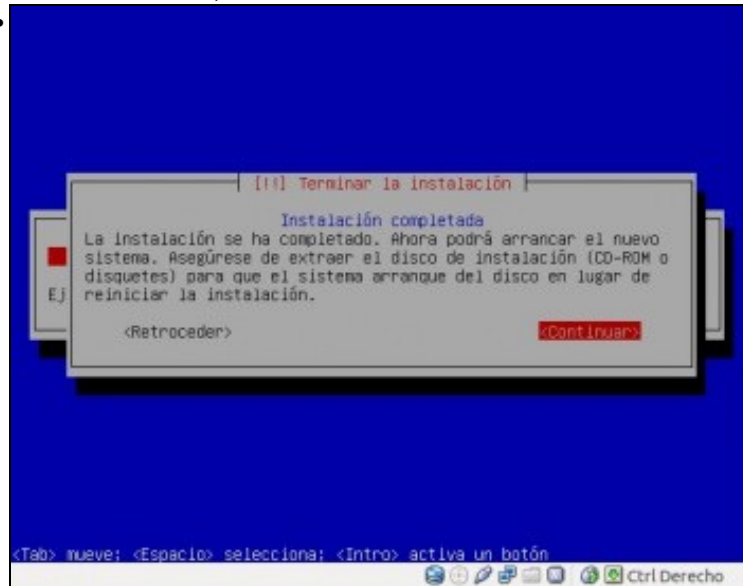 [!!] Terminar la instalación
Instalación completada
La instalación se ha completado. Ahora podrá arrancar el nuevo
sistema. Asegúrese de extraer el disco de instalación (CD-ROM o
disquetes) para que el sistema arranque del disco en lugar de
reiniciar la instalación.
Ej
<Retroceder> <Continuar>
<Tab> mueve; <Espacio> selecciona; <Intro> activa un botón
Ctrl Derecho